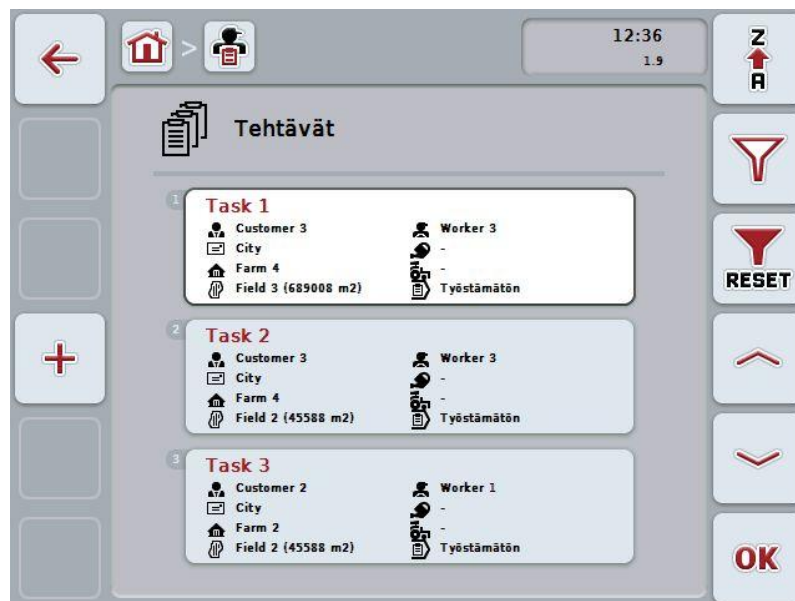 12:36
1.9
Z
A
Tehtävät
1
Task 1
Customer 3
Worker 3
City
-
Farm 4
-
Field 3 (689008 m2)
Työstämätön
RESET
2
Task 2
Customer 3
Worker 3
City
-
Farm 4
-
Field 2 (45588 m2)
Työstämätön
3
Task 3
Customer 2
Worker 1
City
-
Farm 2
-
Field 2 (45588 m2)
Työstämätön
OK